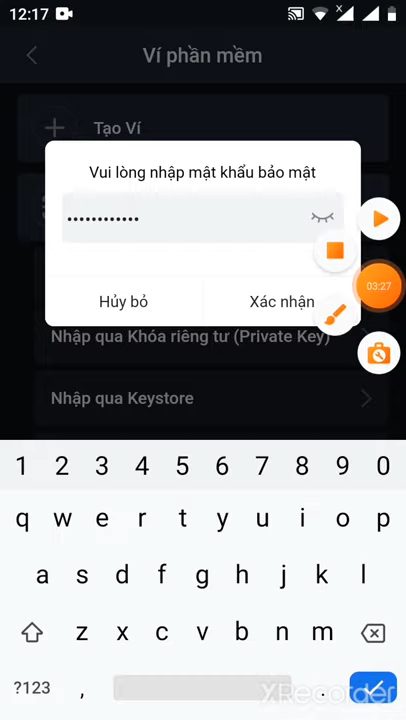 12:17
Ví phần mềm
Tạo Ví
Vui lòng nhập mật khẩu bảo mật
••••••••••••
Hủy bỏ Xác nhận
03:27
Nhập qua Khóa riêng tư (Private Key)
Nhập qua Keystore
1 2 3 4 5 6 7 8 9 0
q w e r t y u i o p
a s d f g h j k l
z x c v b n m
?123 , .
XRecorder